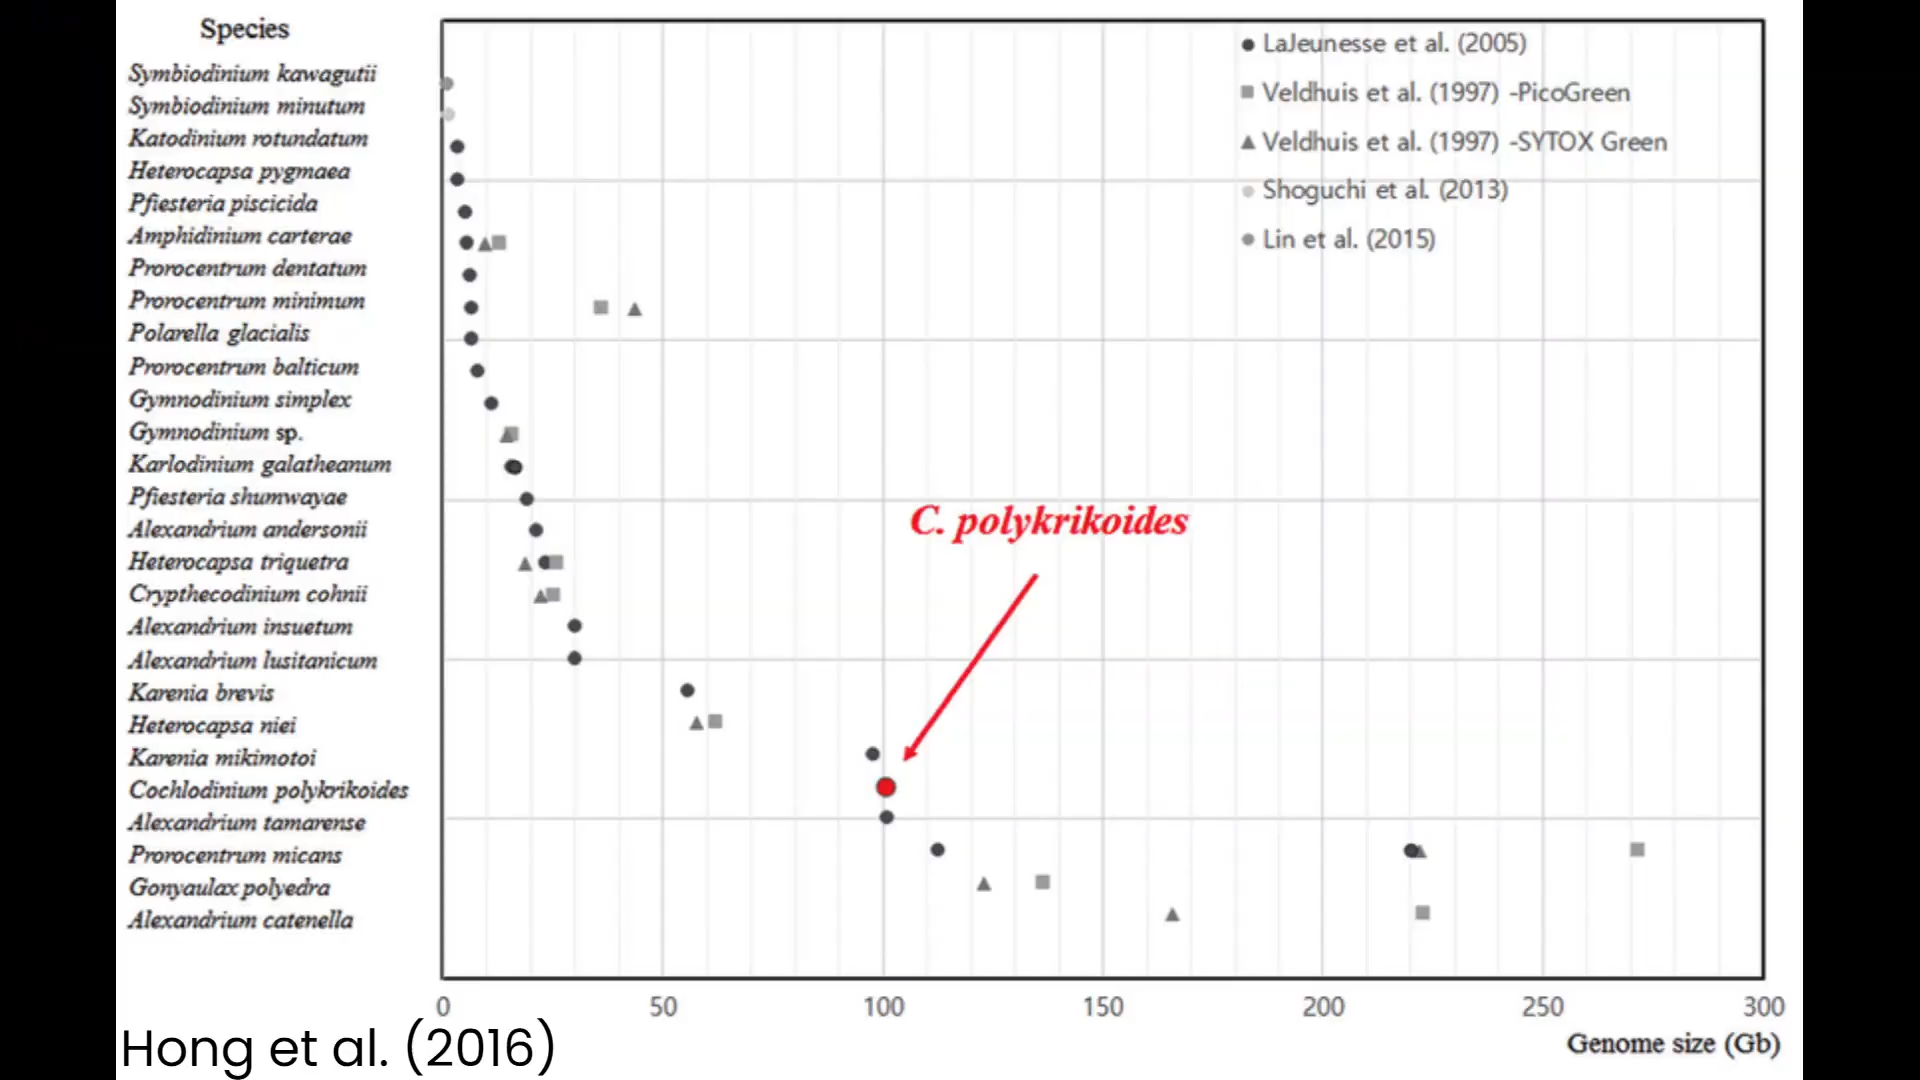 Species
Symbiodinium kawagutii
Symbiodinium minutum
Katodinium rotundatum
Heterocapsa pygmaea
Pfiesteria piscicida
Amphidinium carterae
Prorocentrum dentatum
Prorocentrum minimum
Polarella glacialis
Prorocentrum balticum
Gymnodinium simplex
Gymnodinium sp.
Karlodinium galatheanum
Pfiesteria shumwayae
Alexandrium andersonii
Heterocapsa triquetra
Crypthecodinium cohnii
Alexandrium insuetum
Alexandrium lusitanicum
Karenia brevis
Heterocapsa niei
Karenia mikimotoi
Cochlodinium polykrikoides
Alexandrium tamarense
Prorocentrum micans
Gonyaulax polyedra
Alexandrium catenella
LaJeunesse et al. (2005)
Veldhuis et al. (1997) -PicoGreen
Veldhuis et al. (1997) -SYTOX Green
Shoguchi et al. (2013)
Lin et al. (2015)
C. polykrikoides
0 50 100 150 200 250 300
Genome size (Gb)
Hong et al. (2016)